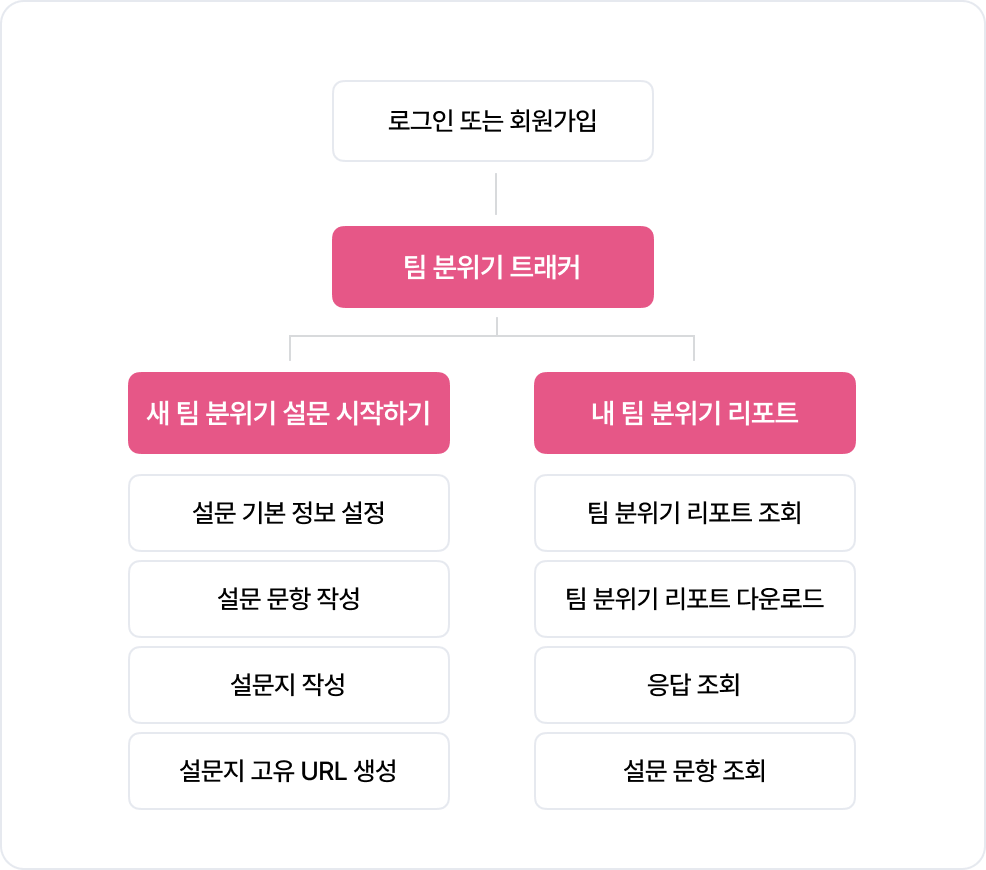 로그인 또는 회원가입
팀 분위기 트래커
새 팀 분위기 설문 시작하기
설문 기본 정보 설정
설문 문항 작성
설문지 작성
설문지 고유 URL 생성
내 팀 분위기 리포트
팀 분위기 리포트 조회
팀 분위기 리포트 다운로드
응답 조회
설문 문항 조회